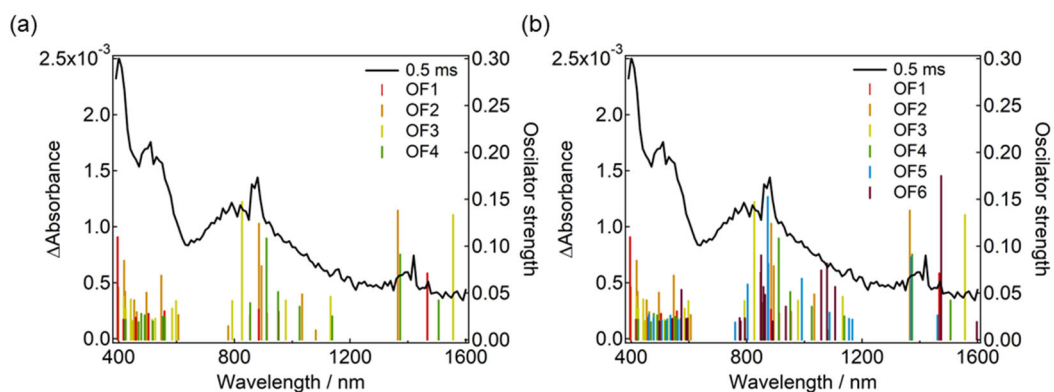 (a)
2.5x10⁻³
2.0
1.5
1.0
0.5
0.0
ΔAbsorbance
400
800
1200
1600
Wavelength / nm
0.30
0.25
0.20
0.15
0.10
0.05
0.00
Oscilator strength
0.5 ms
OF1
OF2
OF3
OF4
(b)
2.5x10⁻³
2.0
1.5
1.0
0.5
0.0
ΔAbsorbance
400
800
1200
1600
Wavelength / nm
0.30
0.25
0.20
0.15
0.10
0.05
0.00
Oscilator strength
0.5 ms
OF1
OF2
OF3
OF4
OF5
OF6